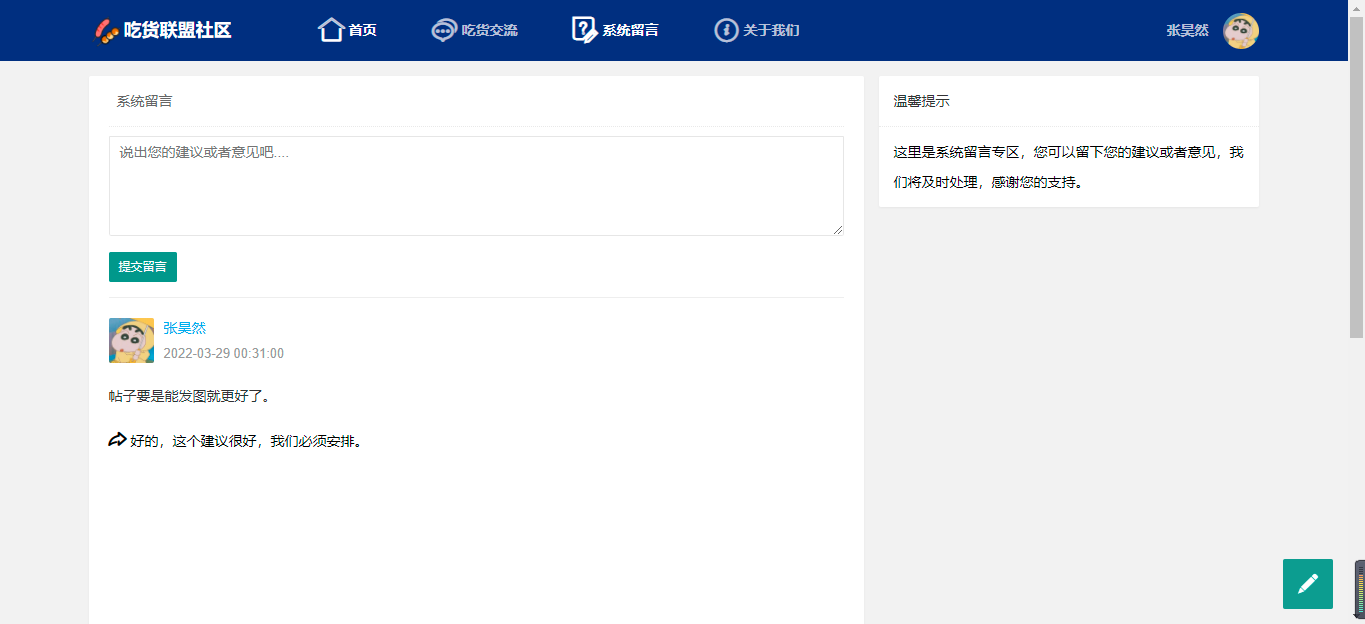 吃货联盟社区
首页
吃货交流
系统留言
关于我们
张昊然
系统留言
说出您的建议或者意见吧....
提交留言
张昊然
2022-03-29 00:31:00
帖子要是能发图就更好了。
好的，这个建议很好，我们必须安排。
温馨提示
这里是系统留言专区，您可以留下您的建议或者意见，我
们将及时处理，感谢您的支持。